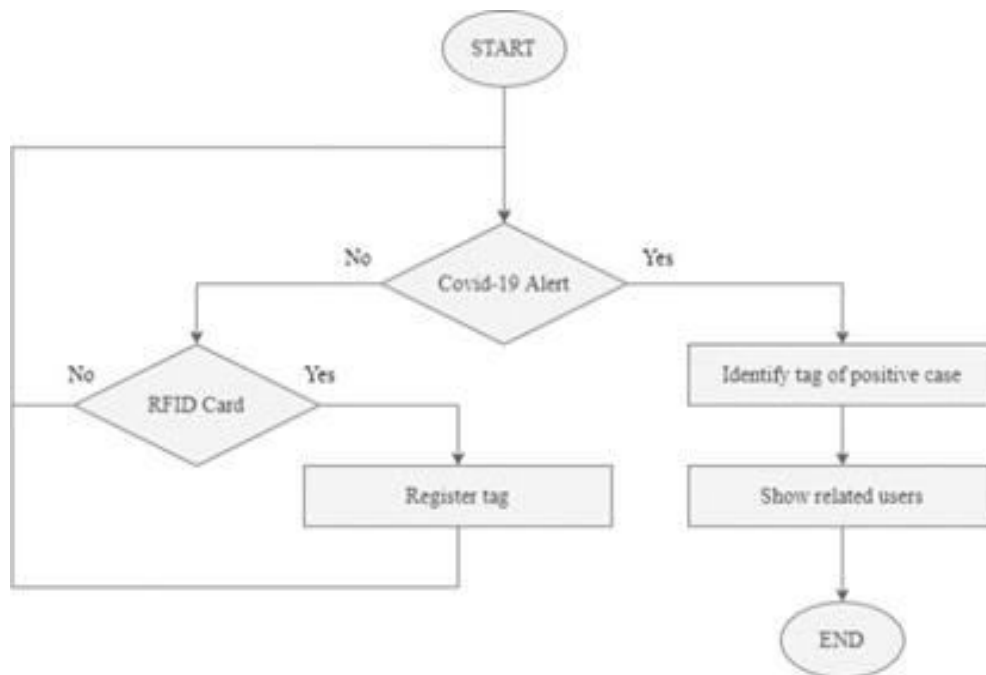 START
No
Yes
Covid-19 Alert
No
Yes
Identify tag of positive case
RFID Card
Register tag
Show related users
END